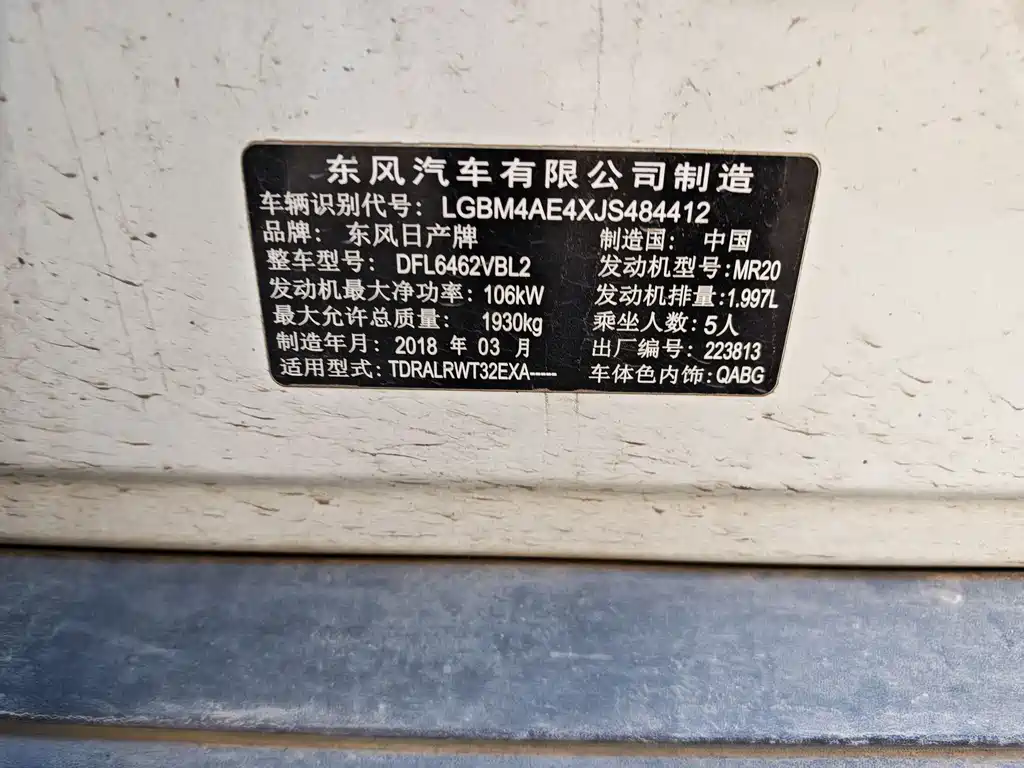 东风汽车有限公司制造
车辆识别代号: LGBM4AE4XJS484412
品牌: 东风日产牌 制造国: 中国
整车型号: DFL6462VBL2 发动机型号:MR20
发动机最大净功率: 106kW 发动机排量:1.997L
最大允许总质量: 1930kg 乘坐人数:5人
制造年月: 2018 年 03 月 出厂编号: 223813
适用型式: TDRALRWT32EXA----- 车体色内饰:QABG